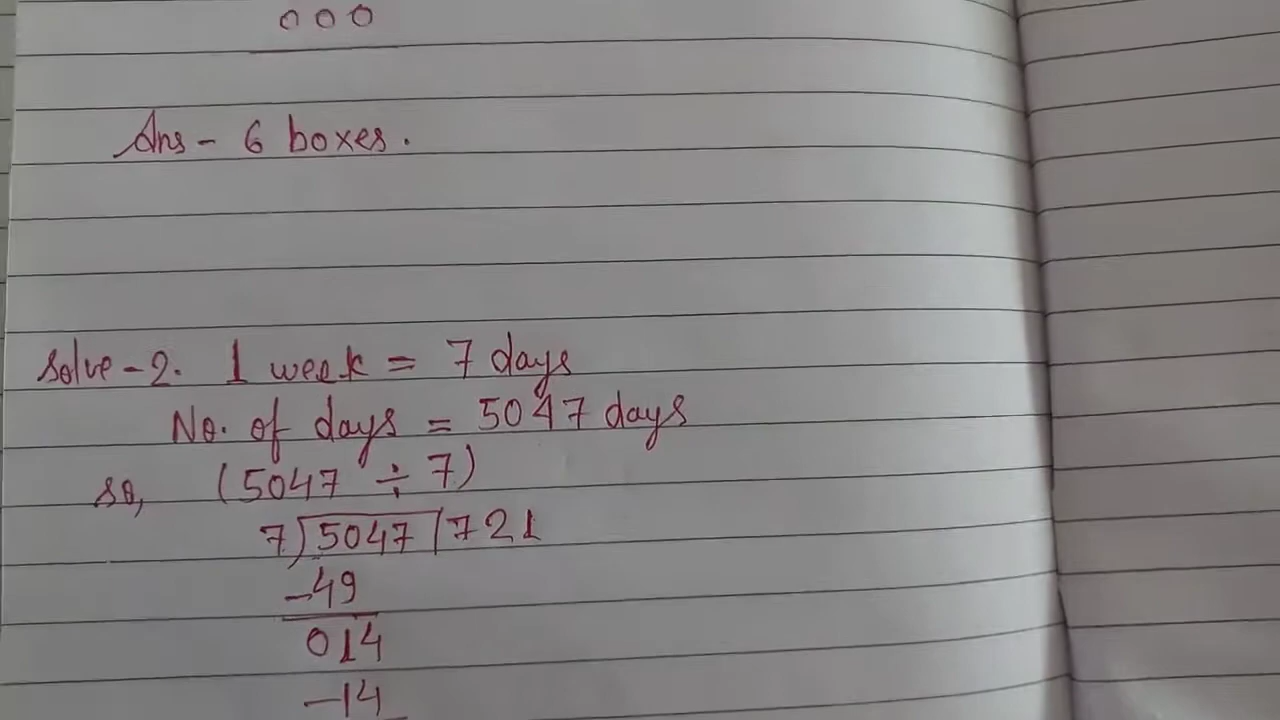 000
Ans - 6 boxes.
Solve - 2. 1 week = 7 days
No. of days = 5047 days
so, (5047 ÷ 7)
7)5047/721
-49
014
-14